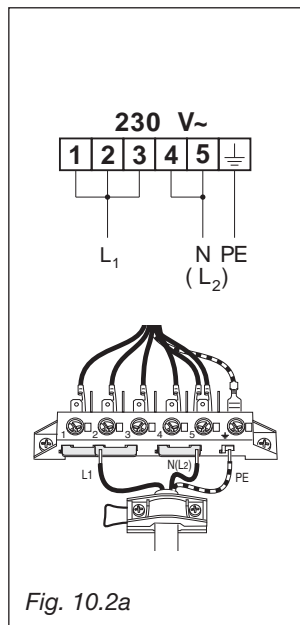 230 V~
1 2 3 4 5
L1 N PE
(L2)
1 2 3 4 5
L1 N(L2) PE
Fig. 10.2a